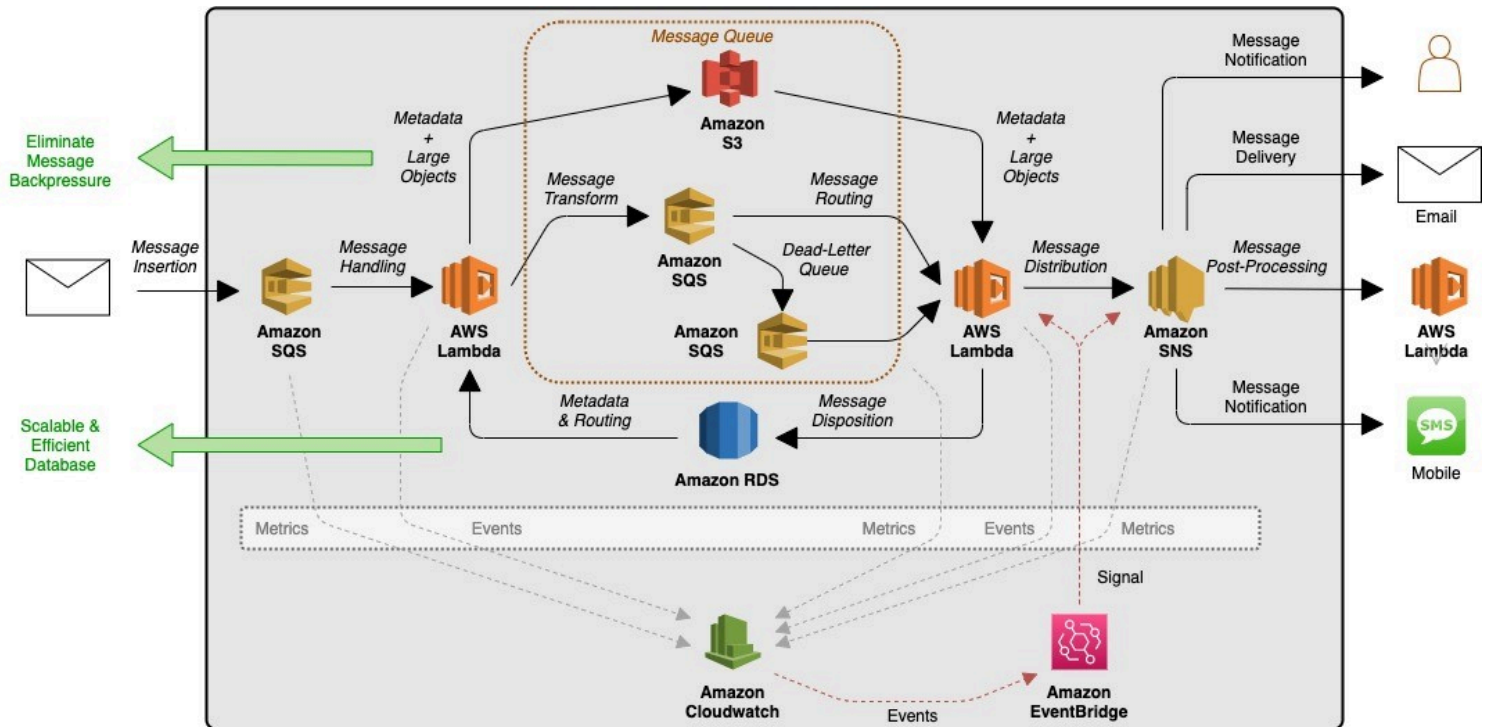 Message Queue
Message
Notification
Amazon
S3
Metadata
+
Large
Objects
Metadata
+
Large
Objects
Eliminate
Message
Backpressure
Message
Delivery
Email
Message
Transform
Message
Routing
Message
Insertion
Message
Handling
Amazon
SQS
Dead-Letter
Queue
Message
Distribution
Message
Post-Processing
Amazon
SQS
AWS
Lambda
Amazon
SQS
AWS
Lambda
Amazon
SNS
AWS
Lambda
Metadata
& Routing
Message
Disposition
Message
Notification
Scalable &
Efficient
Database
Amazon RDS
SMS
Mobile
Metrics
Events
Metrics
Events
Metrics
Signal
Amazon
Cloudwatch
Events
Amazon
EventBridge